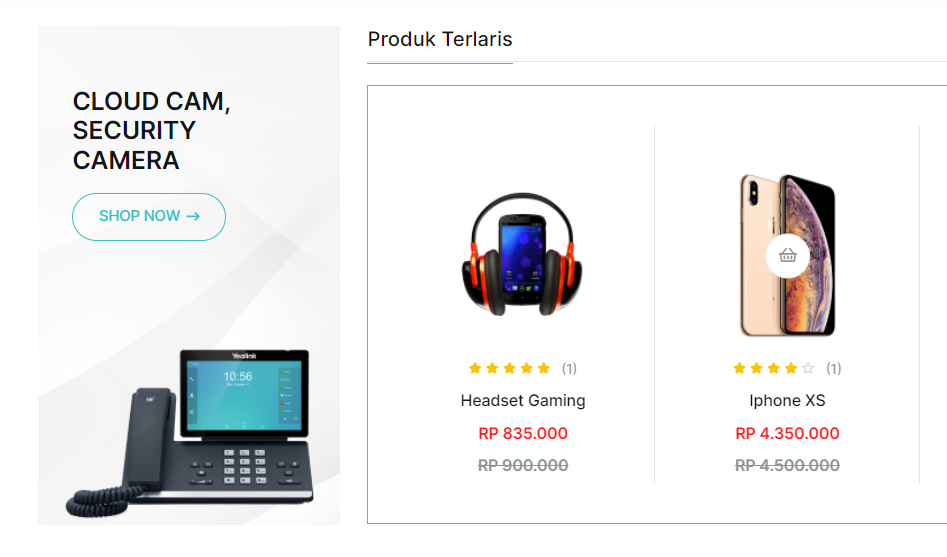 CLOUD CAM,
SECURITY
CAMERA
SHOP NOW →
Yealink
10:56
Produk Terlaris
(1)
Headset Gaming
RP 835.000
RP 900.000
(1)
Iphone XS
RP 4.350.000
RP 4.500.000